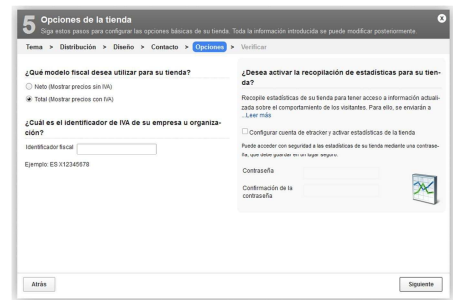 5 Opciones de la tienda
Siga estos pasos para configurar las opciones básicas de su tienda. Toda la información introducida se puede modificar posteriormente.
Tema > Distribución > Diseño > Contacto > Opciones > Verificar
¿Qué modelo fiscal desea utilizar para su tienda?
Neto (Mostrar precios sin IVA)
Total (Mostrar precios con IVA)
¿Cuál es el identificador de IVA de su empresa u organiza-
ción?
Identificador fiscal
Ejemplo: ES X12345678
¿Desea activar la recopilación de estadísticas para su tien-
da?
Recopile estadísticas de su tienda para tener acceso a información actuali-
zada sobre el comportamiento de los visitantes. Para ello, se enviarán a
...Leer más
Configurar cuenta de etracker y activar estadísticas de la tienda
Puede acceder con seguridad a las estadísticas de su tienda mediante una contrase-
ña, que debe guardar en un lugar seguro.
Contraseña
Confirmación de la
contraseña
Atrás
Siguiente